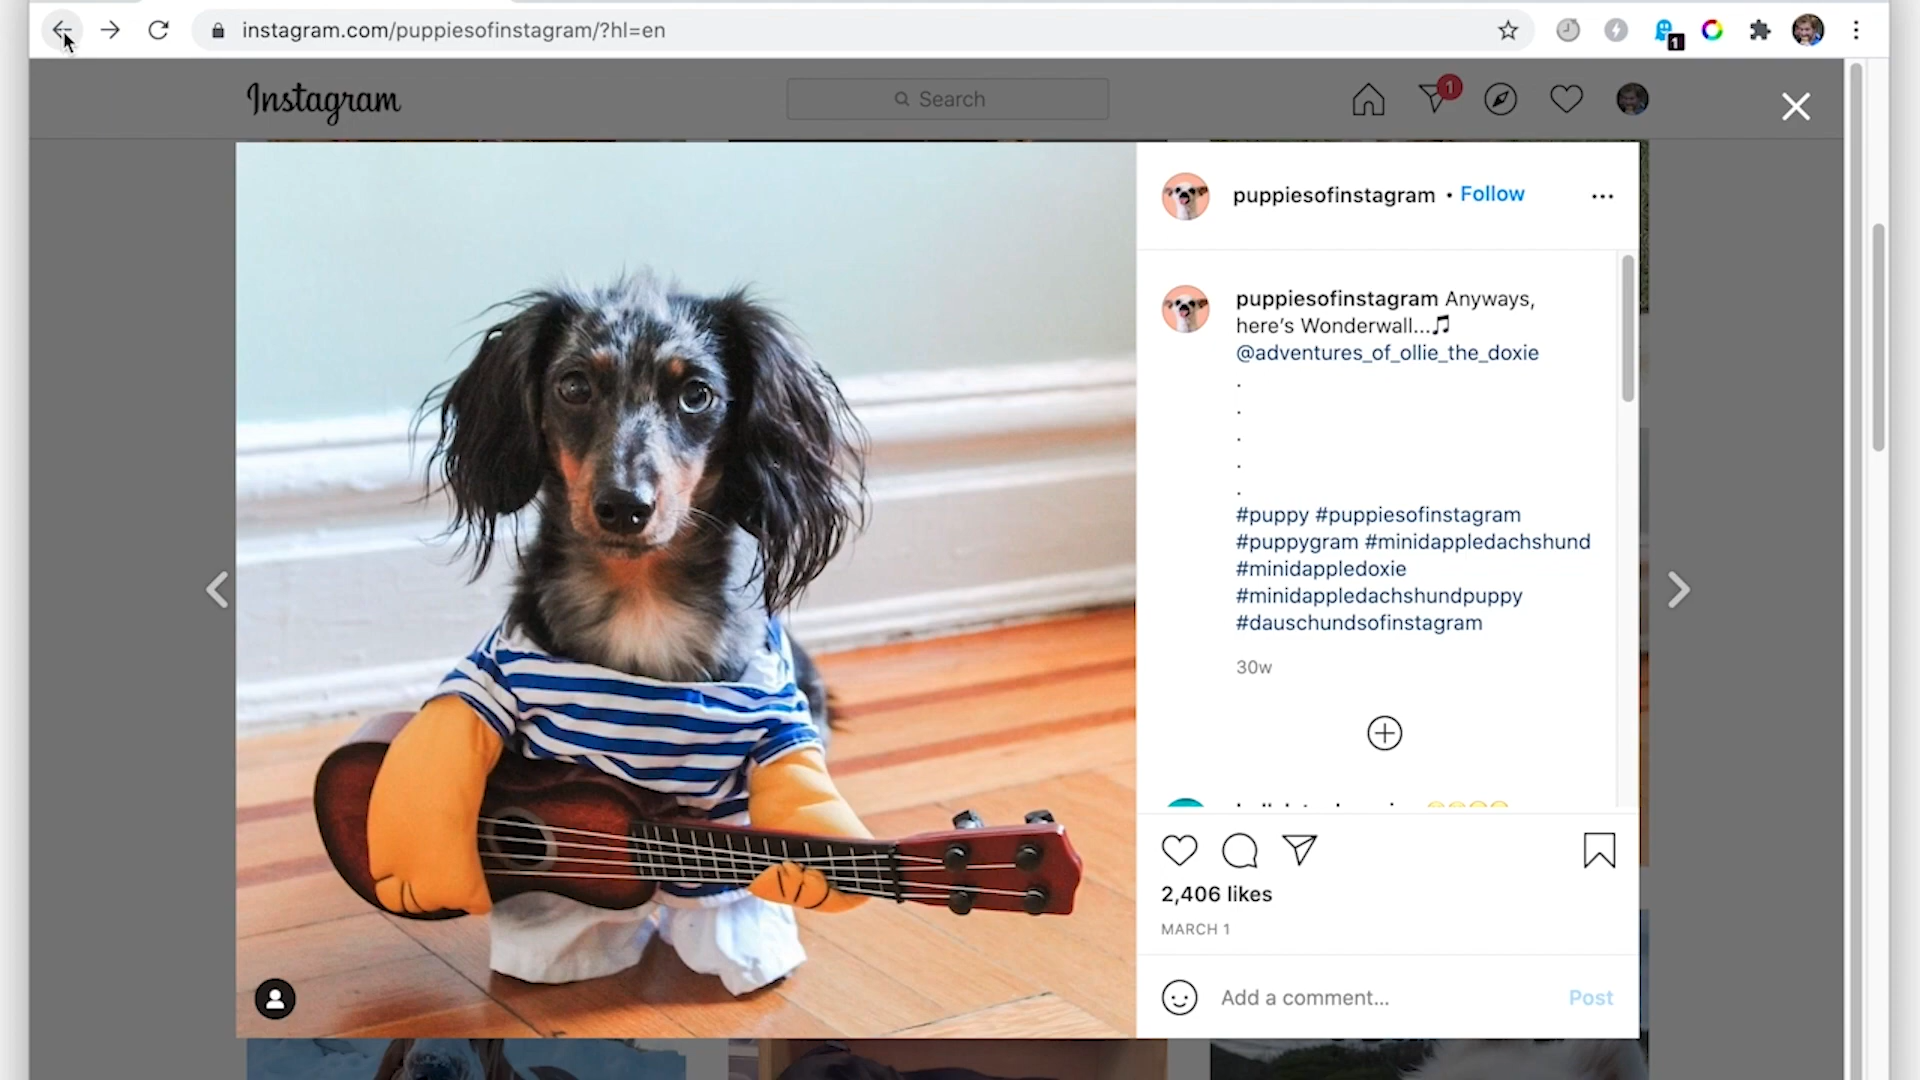 instagram.com/puppiesofinstagram/?hl=en
1
Instagram
Search
1
puppiesofinstagram • Follow
puppiesofinstagram Anyways,
here's Wonderwall...🎵
@adventures_of_ollie_the_doxie
.
.
.
.
.
#puppy #puppiesofinstagram
#puppygram #minidappledachshund
#minidappledoxie
#minidappledachshundpuppy
#dauschundsofinstagram
30w
2,406 likes
MARCH 1
Add a comment...
Post